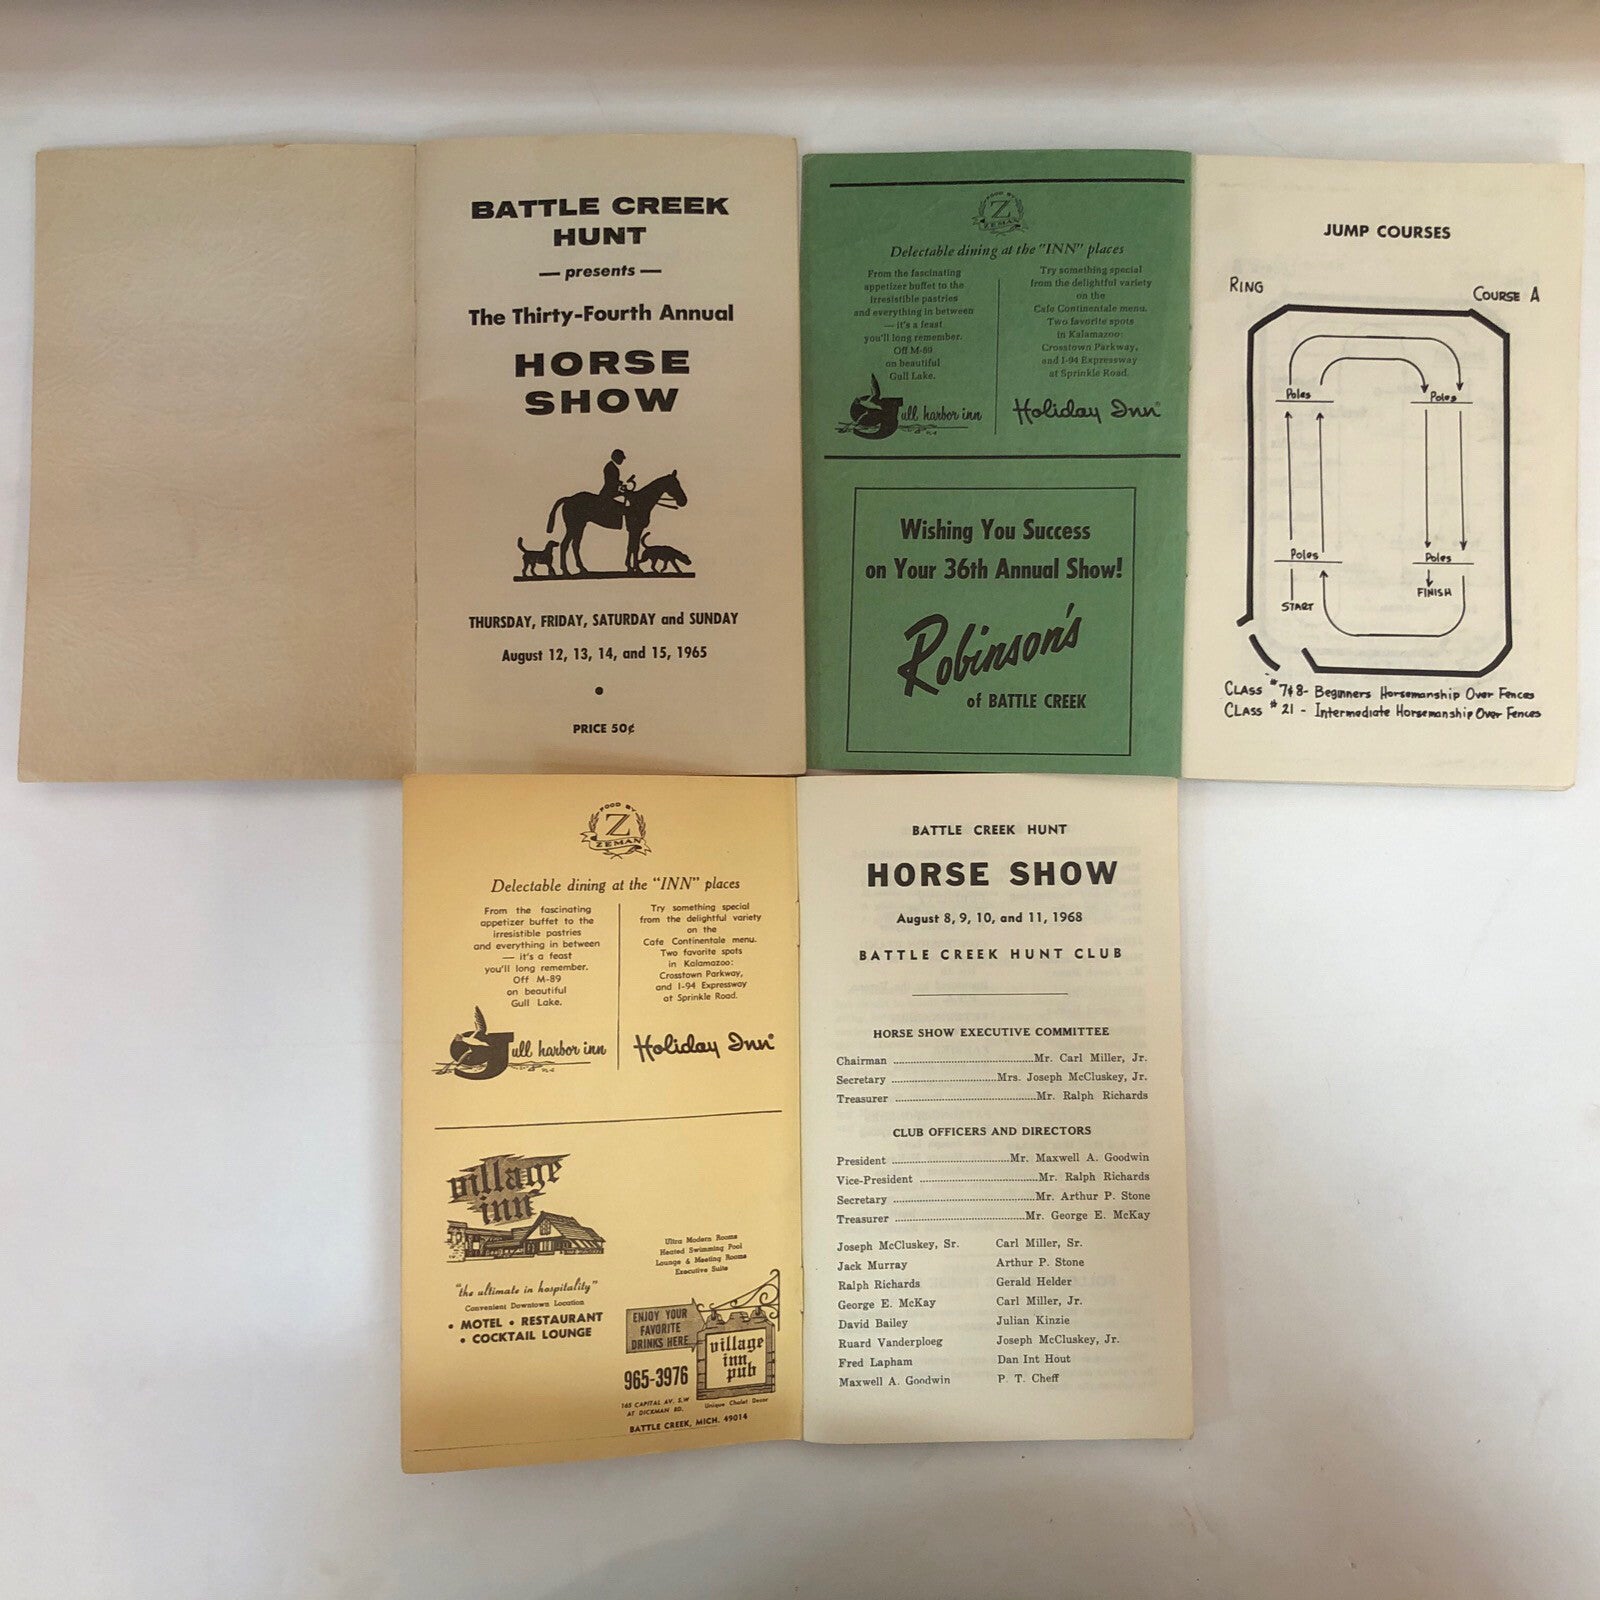 BATTLE CREEK
HUNT
— presents —
The Thirty-Fourth Annual
HORSE
SHOW
THURSDAY, FRIDAY, SATURDAY and SUNDAY
August 12, 13, 14, and 15, 1965
PRICE 50¢
FOOD BY
Z
ZEMAN
Delectable dining at the "INN" places
From the fascinating
appetizer buffet to the
irresistible pastries
and everything in between
— it's a feast
you'll long remember.
Off M-89
on beautiful
Gull Lake.
Gull harbor inn
Try something special
from the delightful variety
on the
Cafe Continentale menu.
Two favorite spots
in Kalamazoo:
Crosstown Parkway,
and I-94 Expressway
at Sprinkle Road.
Holiday Inn®
Wishing You Success
on Your 36th Annual Show!
Robinson's
of BATTLE CREEK
JUMP COURSES
RING
COURSE A
Poles
Poles
Poles
Poles
START
FINISH
CLASS #7&8- Beginners Horsemanship Over Fences
CLASS #21 - Intermediate Horsemanship Over Fences
FOOD BY
Z
ZEMAN
Delectable dining at the "INN" places
From the fascinating
appetizer buffet to the
irresistible pastries
and everything in between
— it's a feast
you'll long remember.
Off M-89
on beautiful
Gull Lake.
Gull harbor inn
Try something special
from the delightful variety
on the
Cafe Continentale menu.
Two favorite spots
in Kalamazoo:
Crosstown Parkway,
and I-94 Expressway
at Sprinkle Road.
Holiday Inn®
village
inn
"the ultimate in hospitality"
Convenient Downtown Location
• MOTEL • RESTAURANT
• COCKTAIL LOUNGE
Ultra Modern Rooms
Heated Swimming Pool
Lounge & Meeting Rooms
Executive Suite
ENJOY YOUR
FAVORITE
DRINKS HERE
village
inn
pub
965-3976
165 CAPITAL AV. S.W
AT DICKMAN RD.
Unique Chalet Decor
BATTLE CREEK, MICH. 49014
BATTLE CREEK HUNT
HORSE SHOW
August 8, 9, 10, and 11, 1968
BATTLE CREEK HUNT CLUB
HORSE SHOW EXECUTIVE COMMITTEE
Chairman ........ Mr. Carl Miller, Jr.
Secretary ........ Mrs. Joseph McCluskey, Jr.
Treasurer ........ Mr. Ralph Richards
CLUB OFFICERS AND DIRECTORS
President ........ Mr. Maxwell A. Goodwin
Vice-President ........ Mr. Ralph Richards
Secretary ........ Mr. Arthur P. Stone
Treasurer ........ Mr. George E. McKay
Joseph McCluskey, Sr. Carl Miller, Sr.
Jack Murray Arthur P. Stone
Ralph Richards Gerald Helder
George E. McKay Carl Miller, Jr.
David Bailey Julian Kinzie
Ruard Vanderploeg Joseph McCluskey, Jr.
Fred Lapham Dan Int Hout
Maxwell A. Goodwin P. T. Cheff